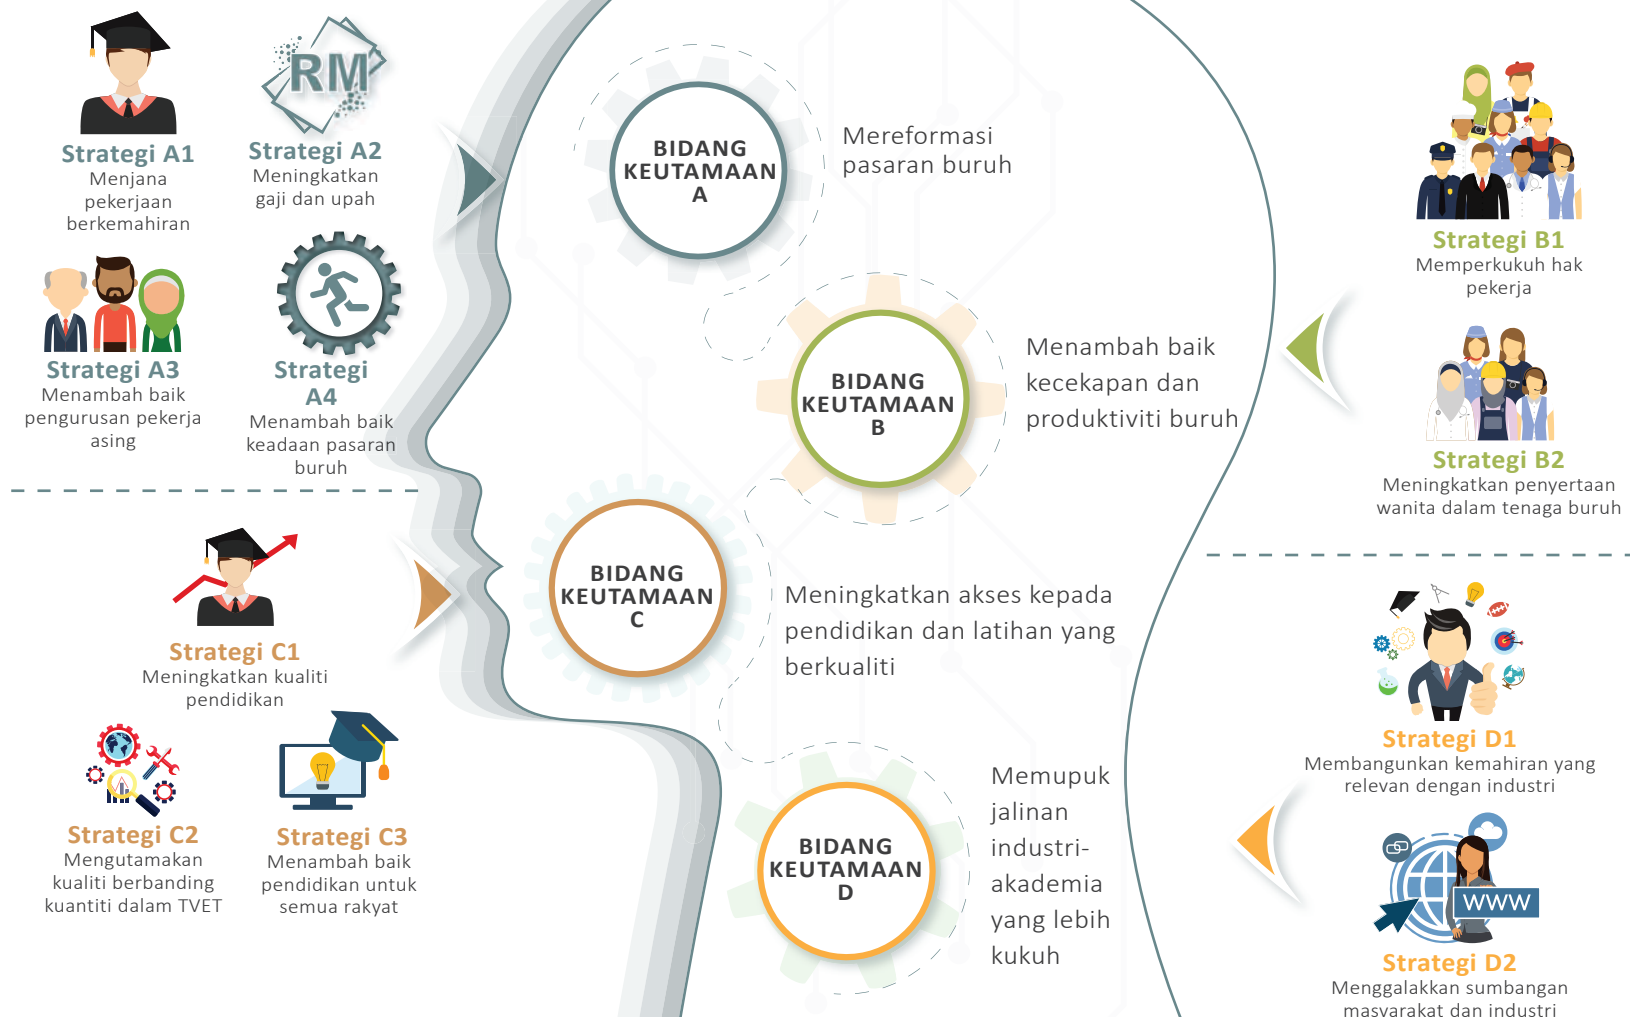 RM
Strategi A1
Menjana
pekerjaan
berkemahiran
Strategi A2
Meningkatkan
gaji dan upah
Strategi A3
Menambah baik
pengurusan pekerja
asing
Strategi
A4
Menambah baik
keadaan pasaran
buruh
BIDANG
KEUTAMAAN
A
Mereformasi
pasaran buruh
BIDANG
KEUTAMAAN
B
Menambah baik
kecekapan dan
produktiviti buruh
Strategi B1
Memperkukuh hak
pekerja
Strategi B2
Meningkatkan penyertaan
wanita dalam tenaga buruh
Strategi C1
Meningkatkan kualiti
pendidikan
Strategi C2
Mengutamakan
kualiti berbanding
kuantiti dalam TVET
Strategi C3
Menambah baik
pendidikan untuk
semua rakyat
BIDANG
KEUTAMAAN
C
Meningkatkan akses kepada
pendidikan dan latihan yang
berkualiti
BIDANG
KEUTAMAAN
D
Memupuk
jalinan
industri-
akademia
yang lebih
kukuh
Strategi D1
Membangunkan kemahiran yang
relevan dengan industri
WWW
Strategi D2
Menggalakkan sumbangan
masyarakat dan industri